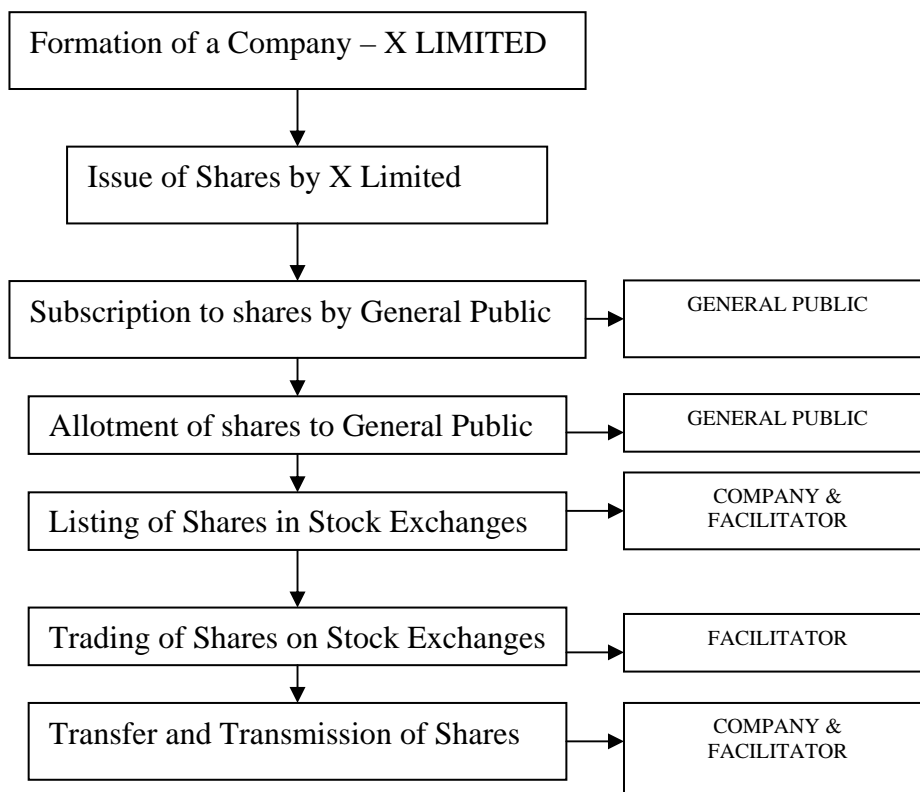 Formation of a Company – X LIMITED
Issue of Shares by X Limited
Subscription to shares by General Public
GENERAL PUBLIC
Allotment of shares to General Public
GENERAL PUBLIC
Listing of Shares in Stock Exchanges
COMPANY &
FACILITATOR
Trading of Shares on Stock Exchanges
FACILITATOR
Transfer and Transmission of Shares
COMPANY &
FACILITATOR